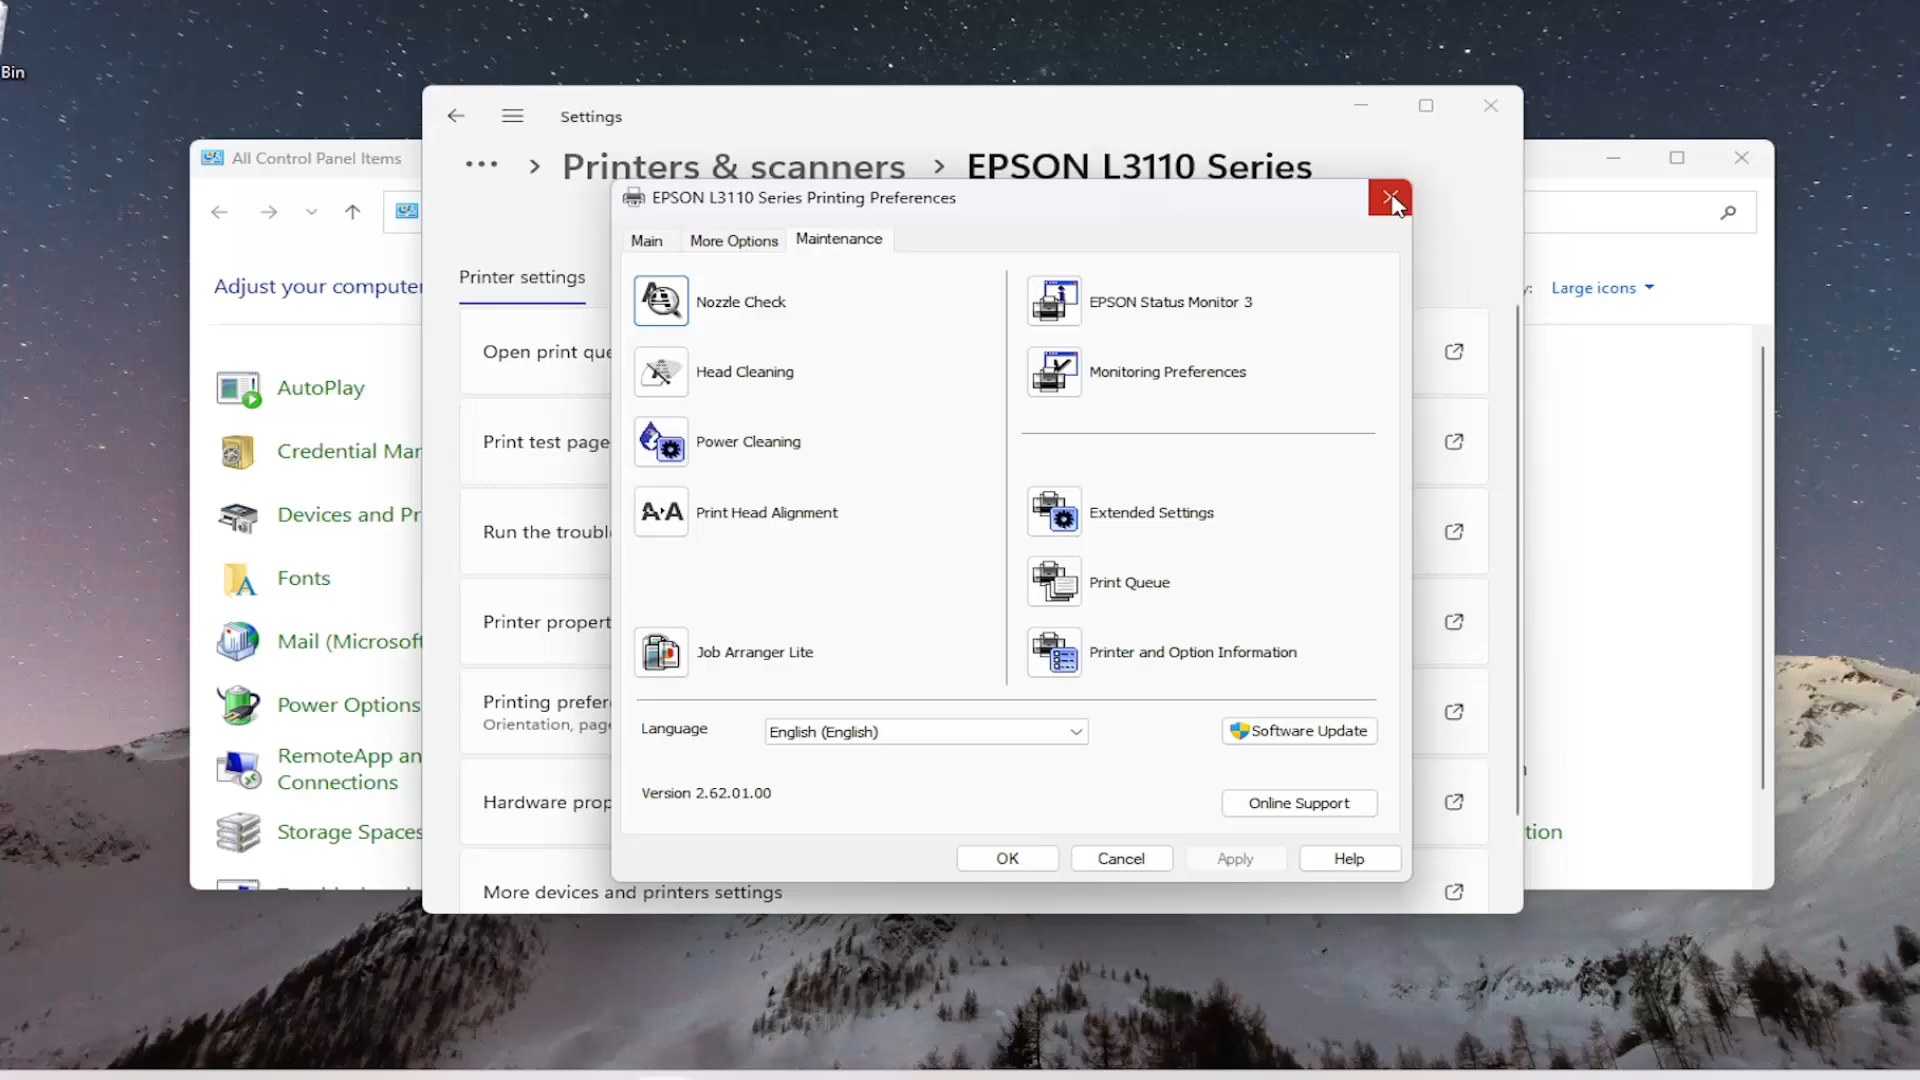 Bin
All Control Panel Items
Adjust your computer
Large icons
AutoPlay
Credential Mar
Devices and Pr
Fonts
Mail (Microsoft
Power Options
RemoteApp an
Connections
Storage Spaces
tion
Settings
··· > Printers & scanners > EPSON L3110 Series
Printer settings
Open print que
Print test page
Run the troubl
Printer propert
Printing prefer
Orientation, page
Hardware prop
More devices and printers settings
EPSON L3110 Series Printing Preferences
Main More Options Maintenance
Nozzle Check
Head Cleaning
Power Cleaning
A·A Print Head Alignment
Job Arranger Lite
EPSON Status Monitor 3
Monitoring Preferences
Extended Settings
Print Queue
Printer and Option Information
Language English (English) Software Update
Version 2.62.01.00
Online Support
OK Cancel Apply Help